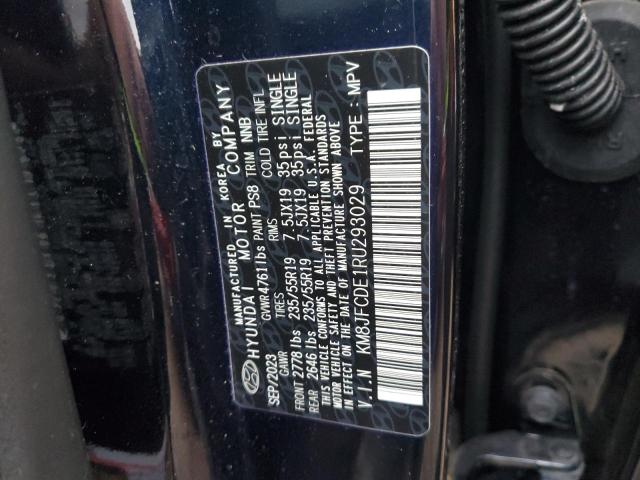 MANUFACTURED IN KOREA BY
HYUNDAI MOTOR COMPANY
SEP/2023 GVWR4761lbs PAINT PS8 TRIM NNB
GAWR TIRES RIMS COLD TIRE INFL
FRONT 2778 lbs 235/55R19 7.5JX19 35psi SINGLE
REAR 2646 lbs 235/55R19 7.5JX19 35psi SINGLE
THIS VEHICLE CONFORMS TO ALL APPLICABLE U.S.A. FEDERAL
MOTOR VEHICLE SAFETY AND THEFT PREVENTION STANDARDS
IN EFFECT ON THE DATE OF MANUFACTURE SHOWN ABOVE
V.I.N KM8JFCDE1RU293029 TYPE : MPV